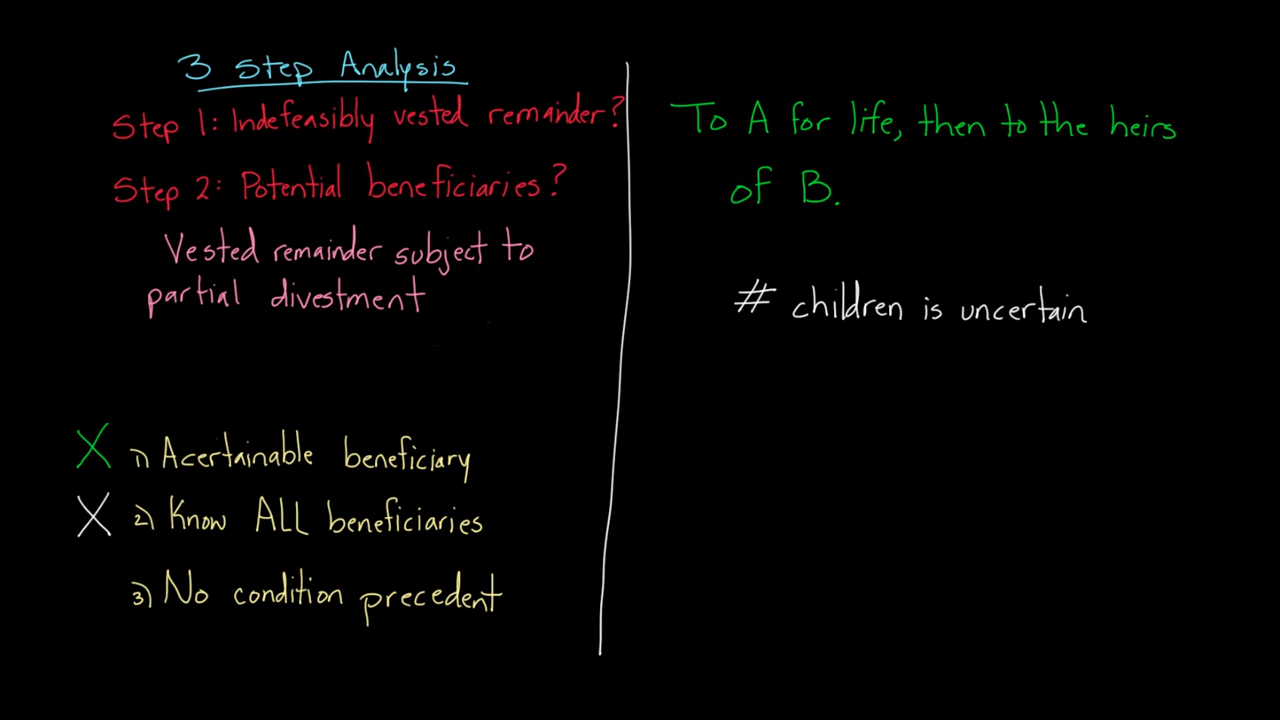 3 Step Analysis
Step 1: Indefeasibly vested remainder?
Step 2: Potential beneficiaries?
Vested remainder subject to
partial divestment
X 1) Acertainable beneficiary
X 2) Know ALL beneficiaries
3) No condition precedent
To A for life, then to the heirs
of B.
# children is uncertain